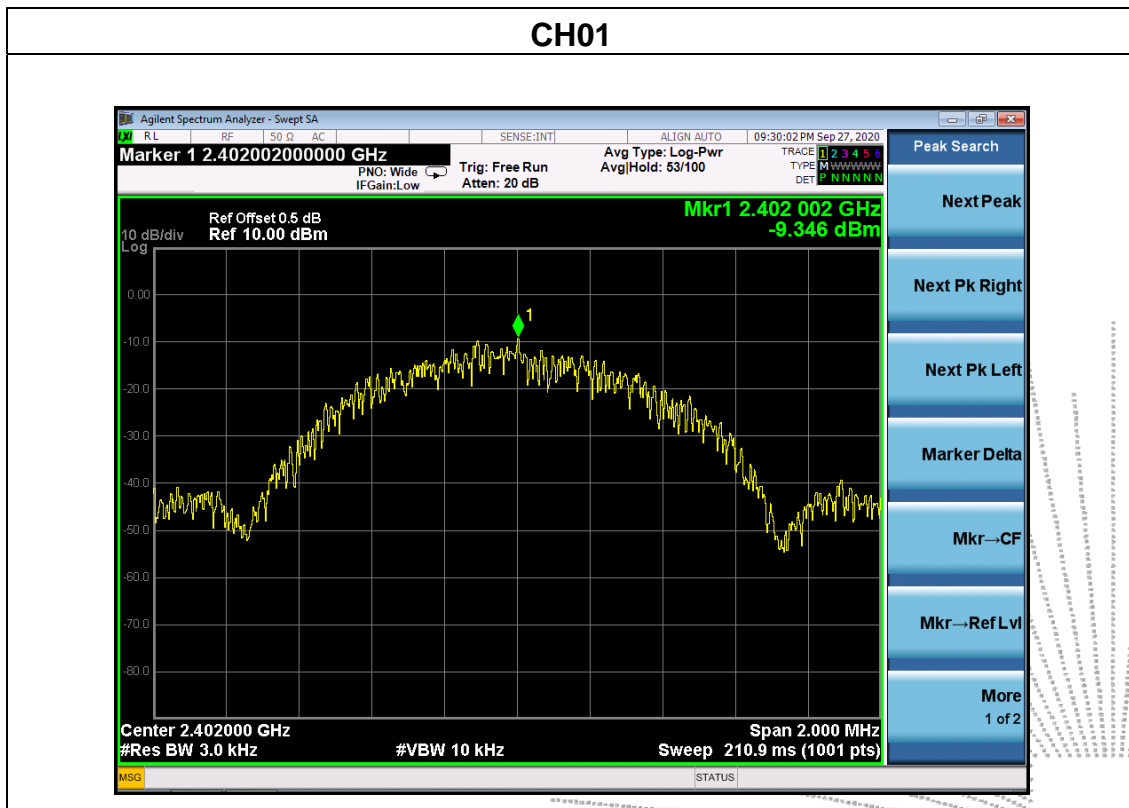 CH01
Agilent Spectrum Analyzer - Swept SA
LXI RL RF 50 Ω AC SENSE:INT ALIGN AUTO 09:30:02 PM Sep 27, 2020
Marker 1 2.402002000000 GHz
PNO: Wide
IFGain:Low
Trig: Free Run
Atten: 20 dB
Avg Type: Log-Pwr
Avg|Hold: 53/100
TRACE 1 2 3 4 5 6
TYPE M WWWWW
DET P N N N N N
Peak Search
Next Peak
Next Pk Right
Next Pk Left
Marker Delta
Mkr→CF
Mkr→Ref Lvl
More
1 of 2
Mkr1 2.402 002 GHz
-9.346 dBm
Ref Offset 0.5 dB
10 dB/div Ref 10.00 dBm
Log
1
0.00
-10.0
-20.0
-30.0
-40.0
-50.0
-60.0
-70.0
-80.0
Center 2.402000 GHz Span 2.000 MHz
#Res BW 3.0 kHz #VBW 10 kHz Sweep 210.9 ms (1001 pts)
MSG STATUS